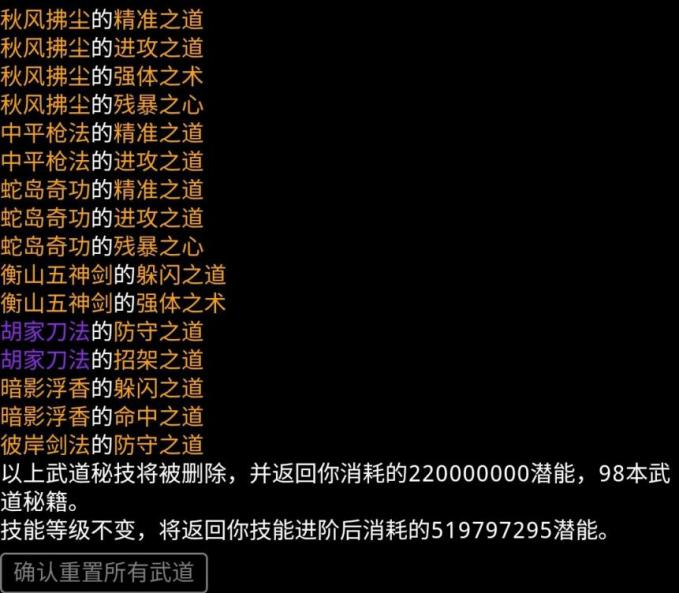 秋风拂尘的精准之道
秋风拂尘的进攻之道
秋风拂尘的强体之术
秋风拂尘的残暴之心
中平枪法的精准之道
中平枪法的进攻之道
蛇岛奇功的精准之道
蛇岛奇功的进攻之道
蛇岛奇功的残暴之心
衡山五神剑的躲闪之道
衡山五神剑的强体之术
胡家刀法的防守之道
胡家刀法的招架之道
暗影浮香的躲闪之道
暗影浮香的命中之道
彼岸剑法的防守之道
以上武道秘技将被删除，并返回你消耗的220000000潜能，98本武
道秘籍。
技能等级不变，将返回你技能进阶后消耗的519797295潜能。
确认重置所有武道